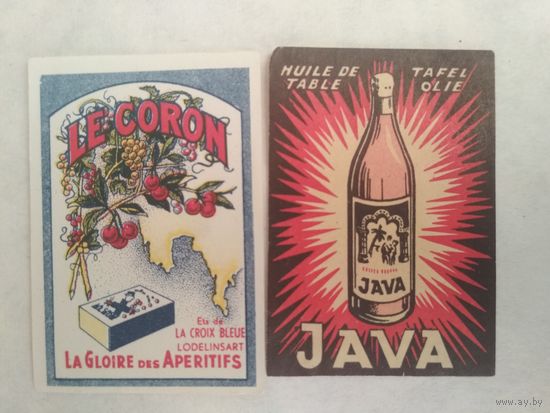 LE CORON
Ets de
LA CROIX BLEUE
LODELINSART
LA GLOIRE DES APERITIFS
HUILE DE
TABLE
TAFEL
OLIE
JAVA
JAVA
www.ay.by